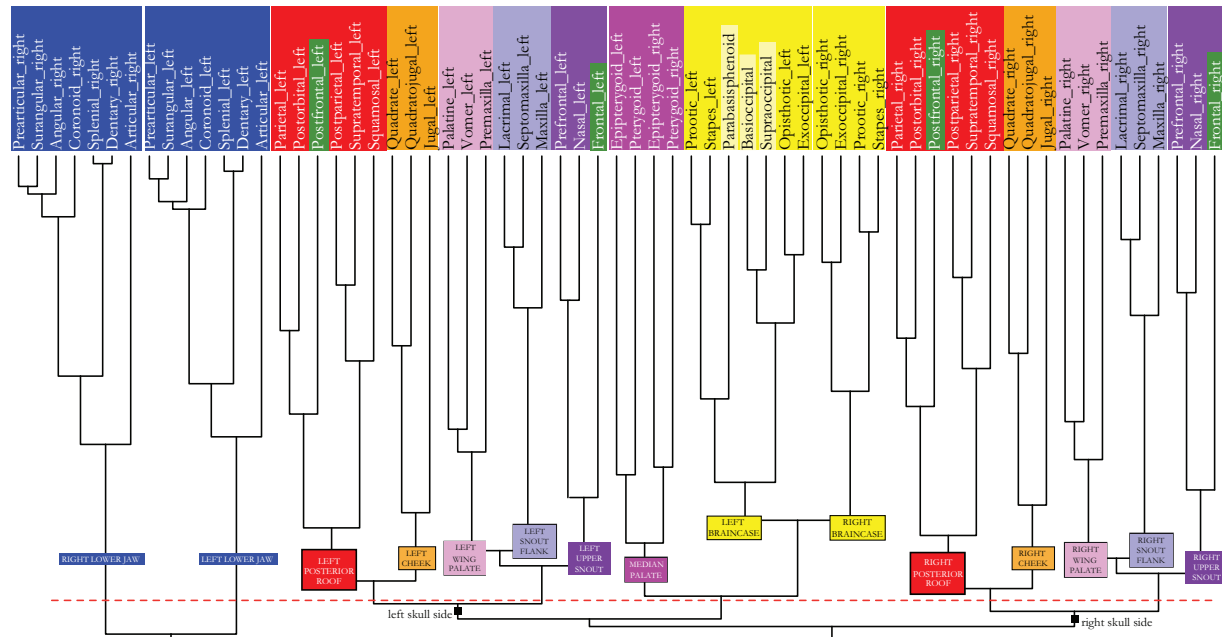 Prearticular_right
Surangular_right
Angular_right
Coronoid_right
Splenial_right
Dentary_right
Articular_right
Prearticular_left
Surangular_left
Angular_left
Coronoid_left
Splenial_left
Dentary_left
Articular_left
Parietal_left
Postorbital_left
Postfrontal_left
Postparietal_left
Supratemporal_left
Squamosal_left
Quadrate_left
Quadratojugal_left
Jugal_left
Palatine_left
Vomer_left
Premaxilla_left
Lacrimal_left
Septomaxilla_left
Maxilla_left
Prefrontal_left
Nasal_left
Frontal_left
Epipterygoid_left
Pterygoid_left
Epipterygoid_right
Pterygoid_right
Prootic_left
Stapes_left
Parabasisphenoid
Basioccipital
Supraoccipital
Opisthotic_left
Exoccipital_left
Opisthotic_right
Exoccipital_right
Prootic_right
Stapes_right
Parietal_right
Postorbital_right
Postfrontal_right
Postparietal_right
Supratemporal_right
Squamosal_right
Quadrate_right
Quadratojugal_right
Jugal_right
Palatine_right
Vomer_right
Premaxilla_right
Lacrimal_right
Septomaxilla_right
Maxilla_right
Prefrontal_right
Nasal_right
Frontal_right
RIGHT LOWER JAW
LEFT LOWER JAW
LEFT
POSTERIOR
ROOF
LEFT
CHEEK
LEFT
WING
PALATE
LEFT
SNOUT
FLANK
LEFT
UPPER
SNOUT
MEDIAN
PALATE
LEFT
BRAINCASE
RIGHT
BRAINCASE
RIGHT
POSTERIOR
ROOF
RIGHT
CHEEK
RIGHT
WING
PALATE
RIGHT
SNOUT
FLANK
RIGHT
UPPER
SNOUT
left skull side
right skull side